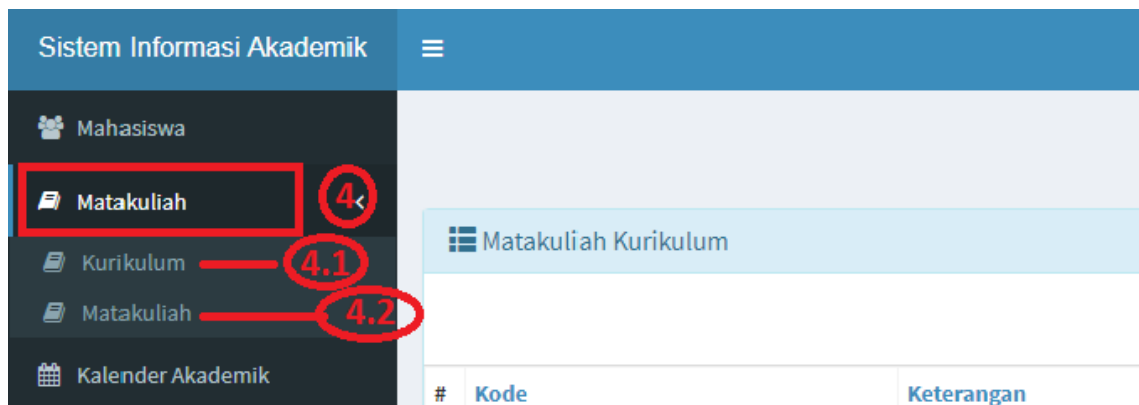 Sistem Informasi Akademik
Mahasiswa
Matakuliah 4
Kurikulum 4.1
Matakuliah 4.2
Kalender Akademik
Matakuliah Kurikulum
# Kode Keterangan